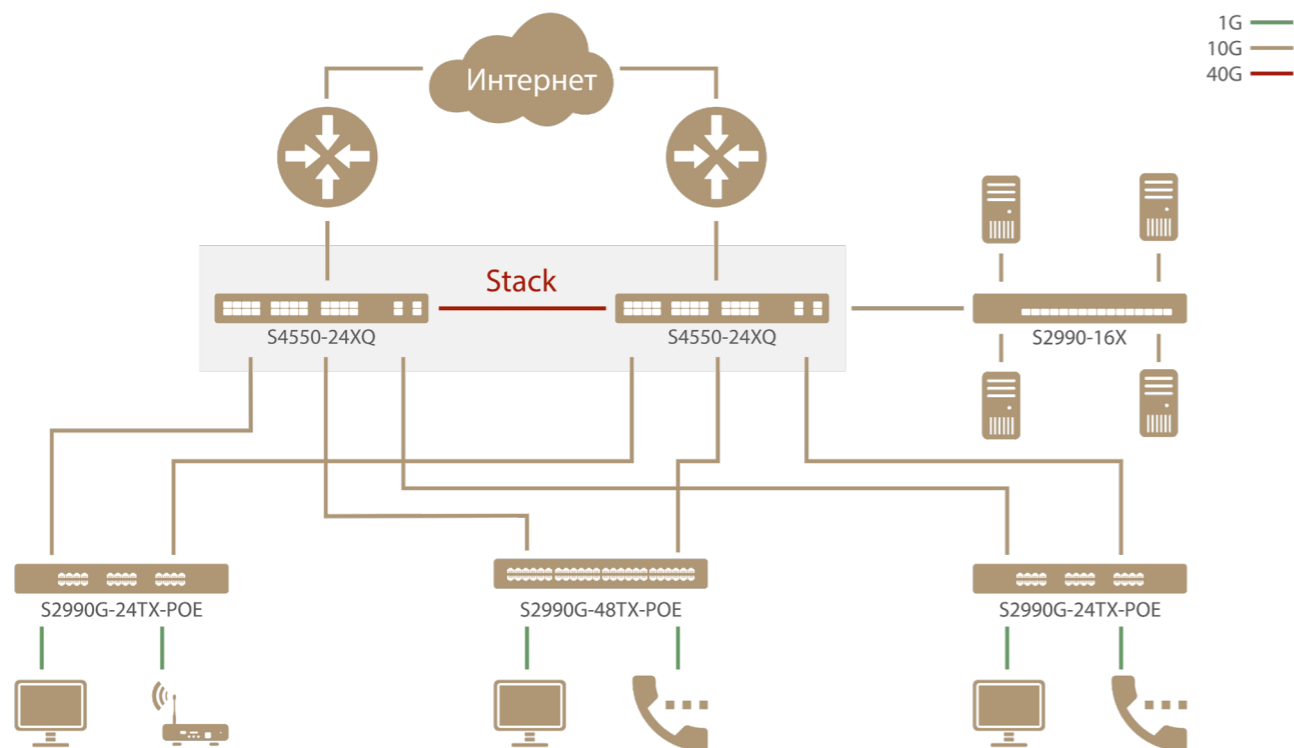 1G
10G
40G
Интернет
Stack
S4550-24XQ
S4550-24XQ
S2990-16X
S2990G-24TX-POE
S2990G-48TX-POE
S2990G-24TX-POE